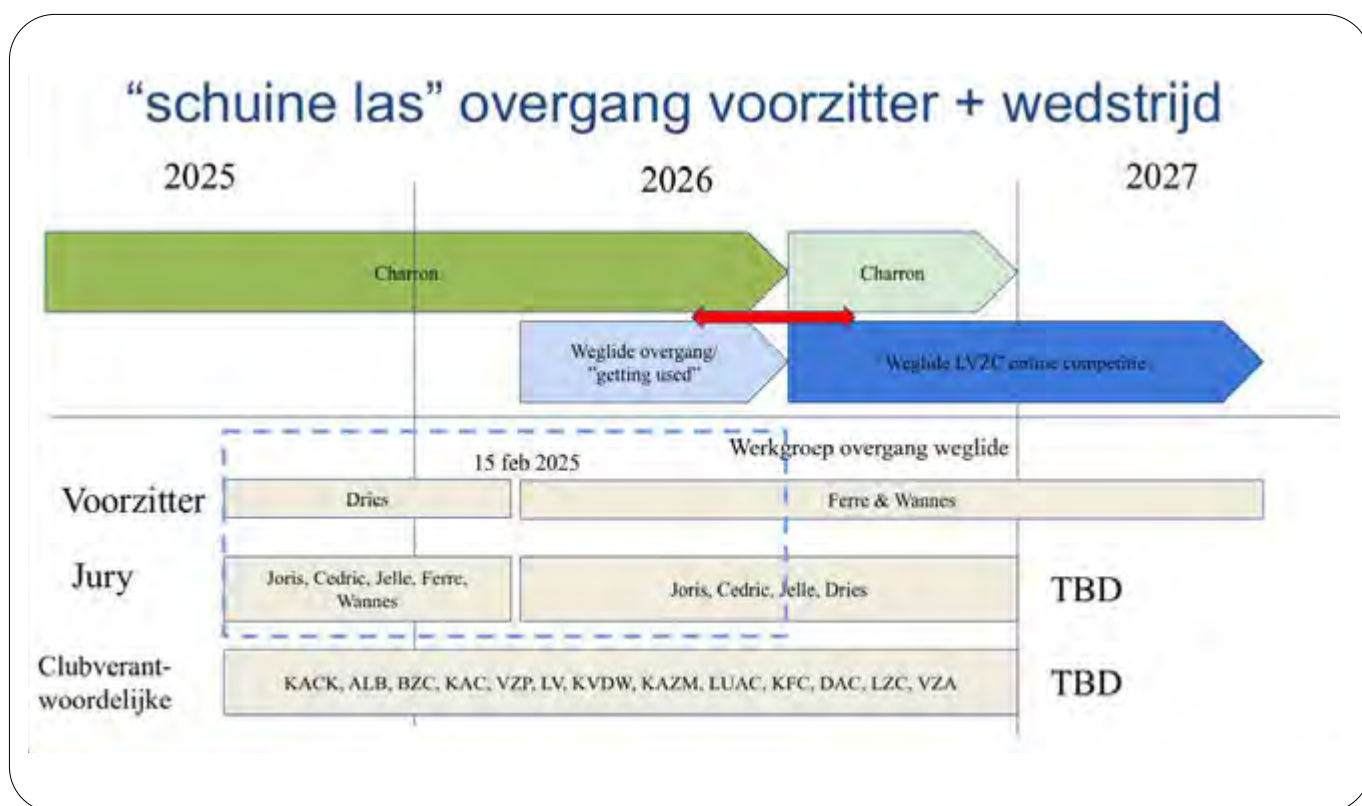 “schuine las” overgang voorzitter + wedstrijd
2025
2026
2027
Charron
Charron
Weglide overgang/
"getting used"
Weglide LVZC online competitie
Werkgroep overgang weglide
15 feb 2025
Voorzitter
Dries
Ferre & Wannes
Jury
Joris, Cedric, Jelle, Ferre,
Wannes
Joris, Cedric, Jelle, Dries
TBD
Clubverant-
woordelijke
KACK, ALB, BZC, KAC, VZP, LV, KVDW, KAZM, LUAC, KFC, DAC, LZC, VZA
TBD